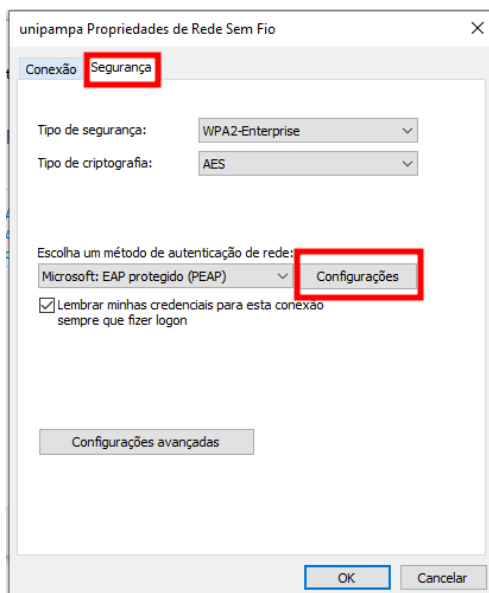 unipampa Propriedades de Rede Sem Fio
Conexão
Segurança
Tipo de segurança:
WPA2-Enterprise
Tipo de criptografia:
AES
Escolha um método de autenticação de rede:
Microsoft: EAP protegido (PEAP)
Configurações
Lembrar minhas credenciais para esta conexão
sempre que fizer logon
Configurações avançadas
OK
Cancelar